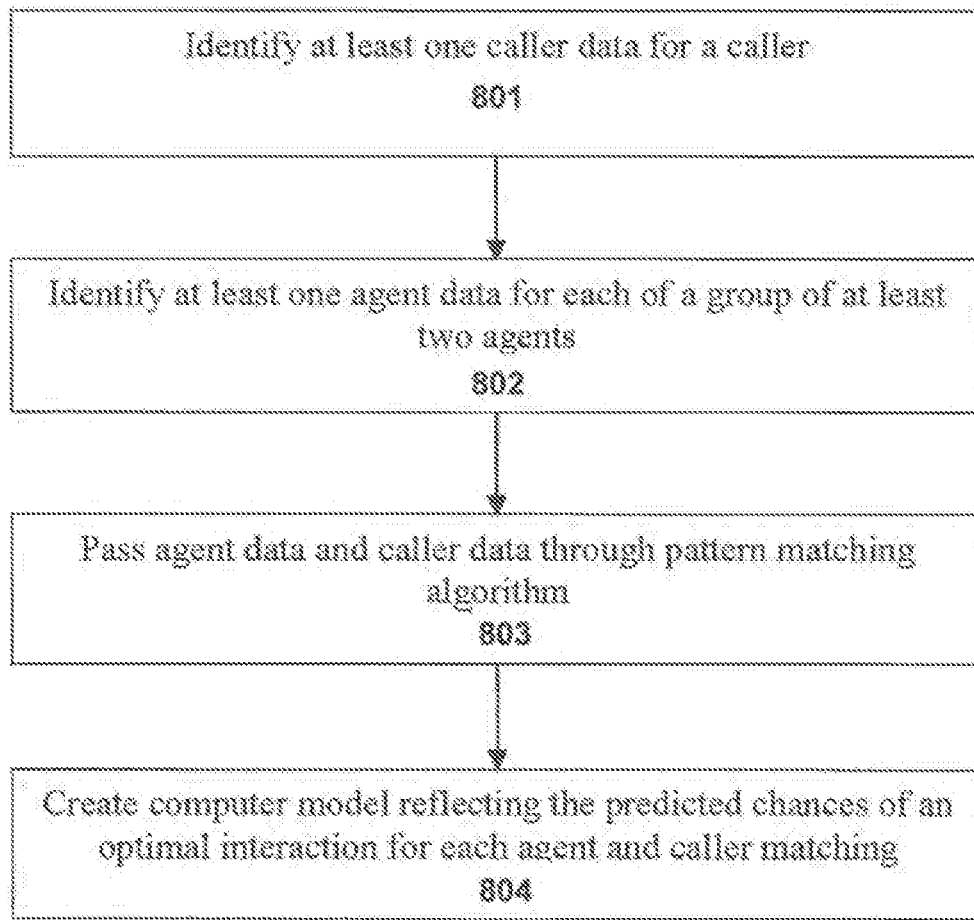 Identify at least one caller data for a caller
801
Identify at least one agent data for each of a group of at least
two agents
802
Pass agent data and caller data through pattern matching
algorithm
803
Create computer model reflecting the predicted chances of an
optimal interaction for each agent and caller matching
804